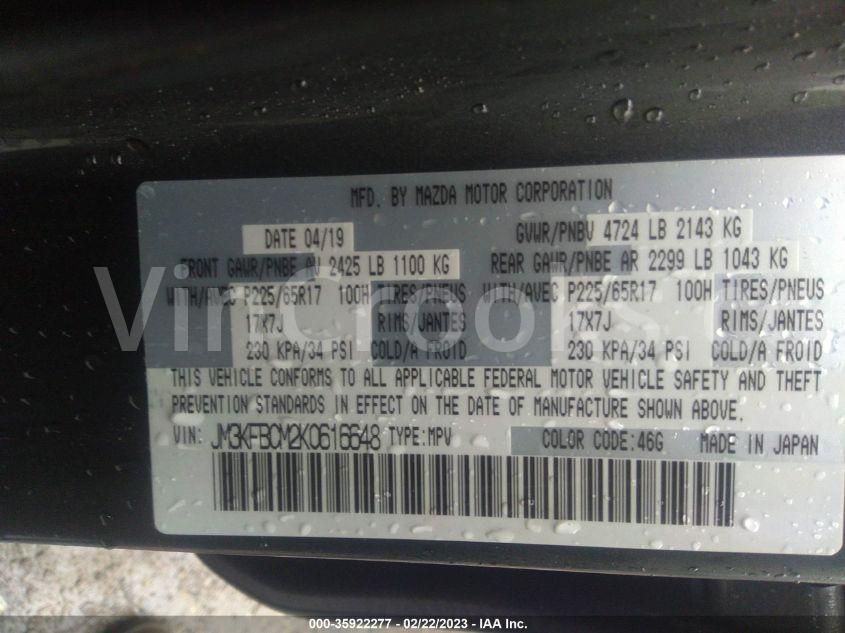 MFD. BY MAZDA MOTOR CORPORATION
DATE 04/19 GVWR/PNBV 4724 LB 2143 KG
FRONT GAWR/PNBE AV 2425 LB 1100 KG REAR GAWR/PNBE AR 2299 LB 1043 KG
WITH/AVEC P225/65R17 100H TIRES/PNEUS WITH/AVEC P225/65R17 100H TIRES/PNEUS
17X7J RIMS/JANTES 17X7J RIMS/JANTES
230 KPA/34 PSI COLD/A FROID 230 KPA/34 PSI COLD/A FROID
THIS VEHICLE CONFORMS TO ALL APPLICABLE FEDERAL MOTOR VEHICLE SAFETY AND THEFT
PREVENTION STANDARDS IN EFFECT ON THE DATE OF MANUFACTURE SHOWN ABOVE.
VIN: JM3KFBCM2K0616648 TYPE:MPV COLOR CODE:46G MADE IN JAPAN
000-35922277 - 02/22/2023 - IAA Inc.